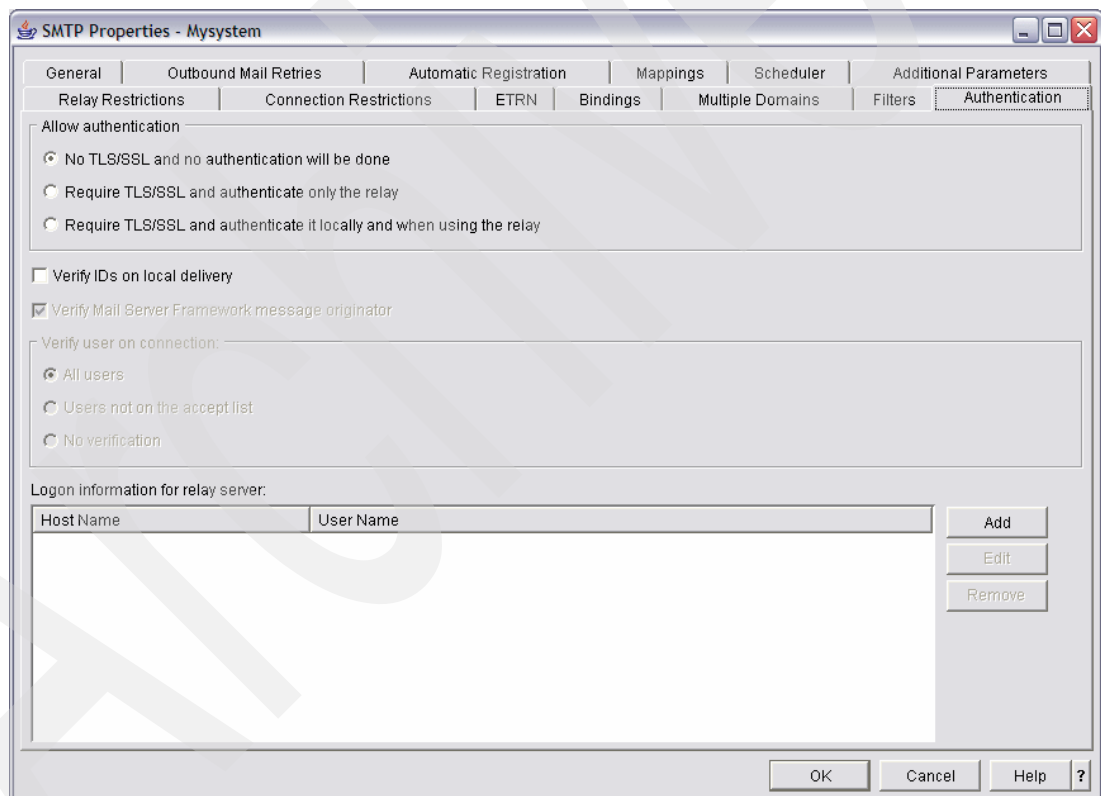 SMTP Properties - Mysystem
General Outbound Mail Retries Automatic Registration Mappings Scheduler Additional Parameters
Relay Restrictions Connection Restrictions ETRN Bindings Multiple Domains Filters Authentication
Allow authentication
No TLS/SSL and no authentication will be done
Require TLS/SSL and authenticate only the relay
Require TLS/SSL and authenticate it locally and when using the relay
Verify IDs on local delivery
Verify Mail Server Framework message originator
Verify user on connection:
All users
Users not on the accept list
No verification
Logon information for relay server:
Host Name User Name
Add
Edit
Remove
OK Cancel Help ?